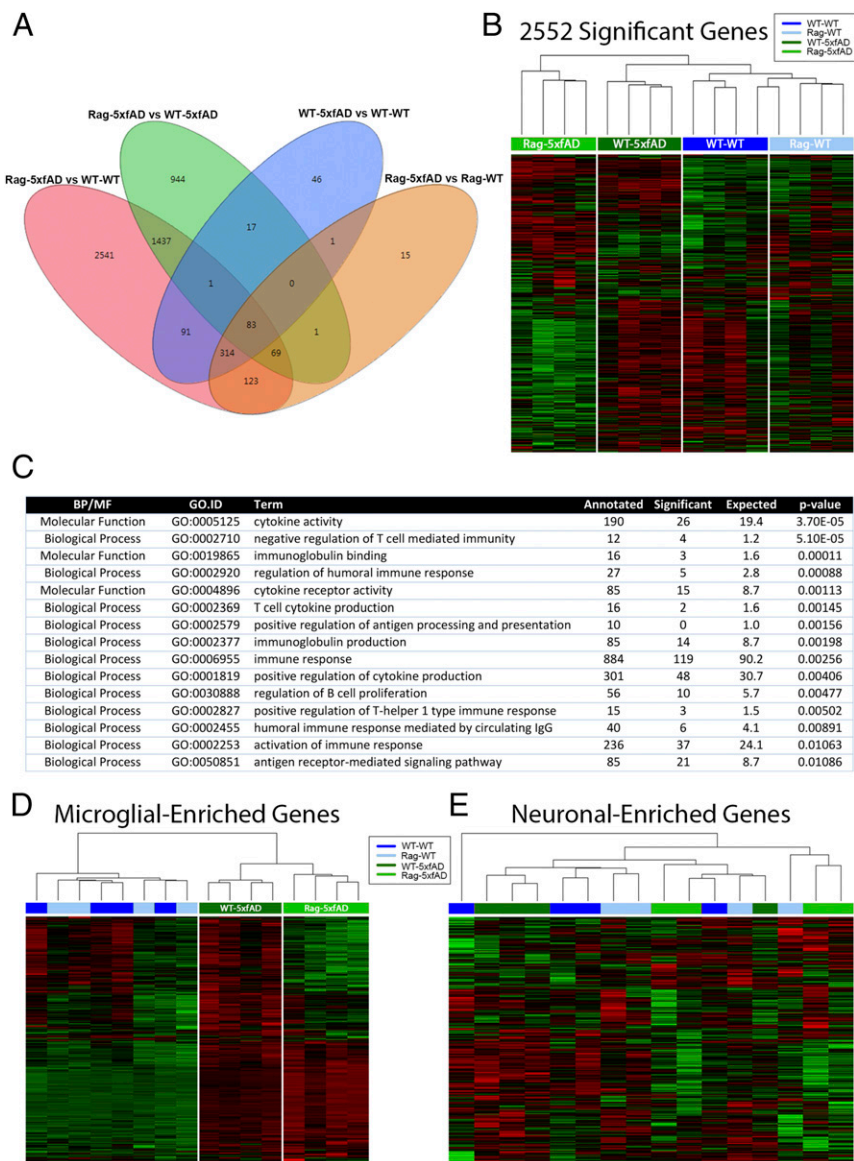 A
Rag-5xfAD vs WT-5xfAD
WT-5xfAD vs WT-WT
Rag-5xfAD vs WT-WT
Rag-5xfAD vs Rag-WT
944
46
2541
1437
17
1
15
1
0
91
83
1
314
69
123
B
2552 Significant Genes
WT-WT
Rag-WT
WT-5xfAD
Rag-5xfAD
Rag-5xfAD WT-5xfAD WT-WT Rag-WT
C
BP/MF GO.ID Term Annotated Significant Expected p-value
Molecular Function GO:0005125 cytokine activity 190 26 19.4 3.70E-05
Biological Process GO:0002710 negative regulation of T cell mediated immunity 12 4 1.2 5.10E-05
Molecular Function GO:0019865 immunoglobulin binding 16 3 1.6 0.00011
Biological Process GO:0002920 regulation of humoral immune response 27 5 2.8 0.00088
Molecular Function GO:0004896 cytokine receptor activity 85 15 8.7 0.00113
Biological Process GO:0002369 T cell cytokine production 16 2 1.6 0.00145
Biological Process GO:0002579 positive regulation of antigen processing and presentation 10 0 1.0 0.00156
Biological Process GO:0002377 immunoglobulin production 85 14 8.7 0.00198
Biological Process GO:0006955 immune response 884 119 90.2 0.00256
Biological Process GO:0001819 positive regulation of cytokine production 301 48 30.7 0.00406
Biological Process GO:0030888 regulation of B cell proliferation 56 10 5.7 0.00477
Biological Process GO:0002827 positive regulation of T-helper 1 type immune response 15 3 1.5 0.00502
Biological Process GO:0002455 humoral immune response mediated by circulating IgG 40 6 4.1 0.00891
Biological Process GO:0002253 activation of immune response 236 37 24.1 0.01063
Biological Process GO:0050851 antigen receptor-mediated signaling pathway 85 21 8.7 0.01086
D
Microglial-Enriched Genes
WT-WT
Rag-WT
WT-5xfAD
Rag-5xfAD
WT-5xfAD Rag-5xfAD
E
Neuronal-Enriched Genes
WT-WT
Rag-WT
WT-5xfAD
Rag-5xfAD